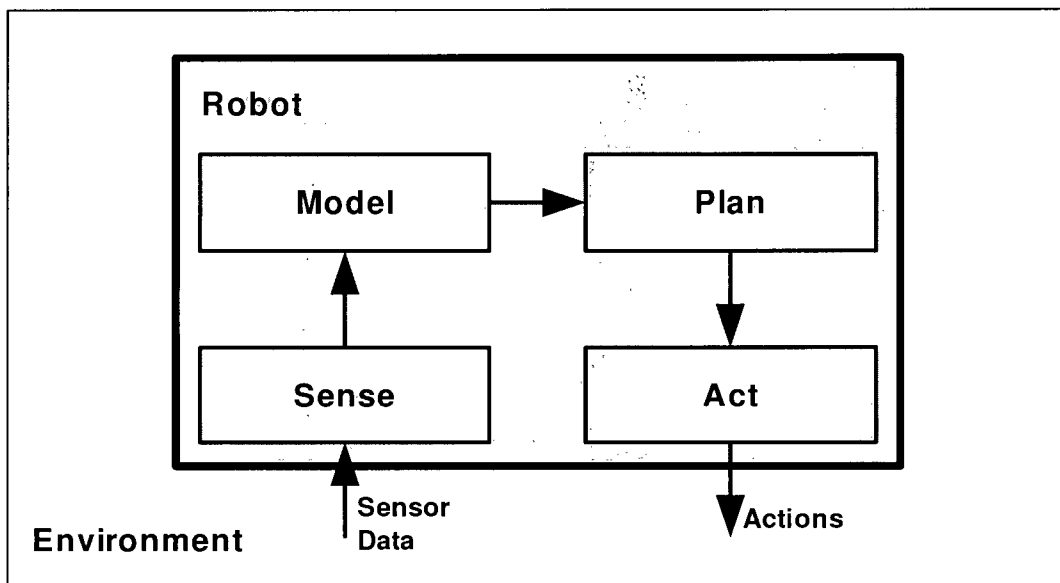 Robot
Model
Plan
Sense
Act
Sensor
Data
Actions
Environment